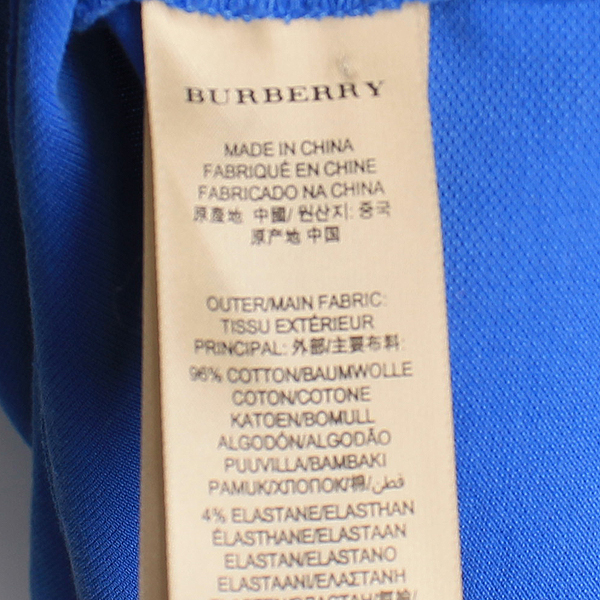 BURBERRY
MADE IN CHINA
FABRIQUÉ EN CHINE
FABRICADO NA CHINA
原產地 中國/ 원산지: 중국
原产地 中国
OUTER/MAIN FABRIC:
TISSU EXTÉRIEUR
PRINCIPAL: 外部/主要布料:
96% COTTON/BAUMWOLLE
COTON/COTONE
KATOEN/BOMULL
ALGODÓN/ALGODÃO
PUUVILLA/BAMBAKI
PAMUK/ХЛОПОК/棉/قطن/
4% ELASTANE/ELASTHAN
ÉLASTHANE/ELASTAAN
ELASTAN/ELASTANO
ELASTAANI/ΕΛΑΣΤΑΝΗ